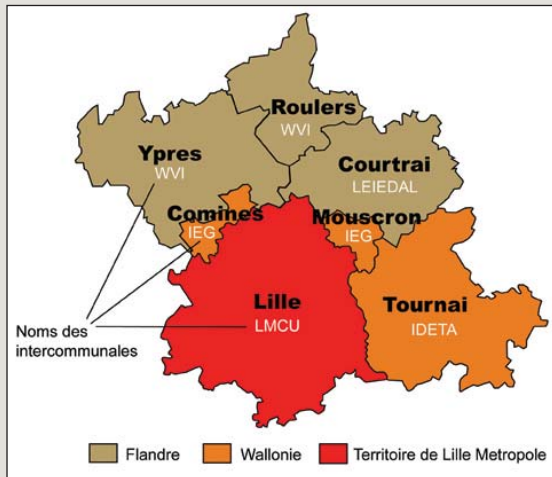 Roulers
WVI
Ypres
WVI
Courtrai
LEIEDAL
Comines
IEG
Mouscron
IEG
Lille
LMCU
Tournai
IDETA
Noms des
intercommunales
Flandre
Wallonie
Territoire de Lille Metropole